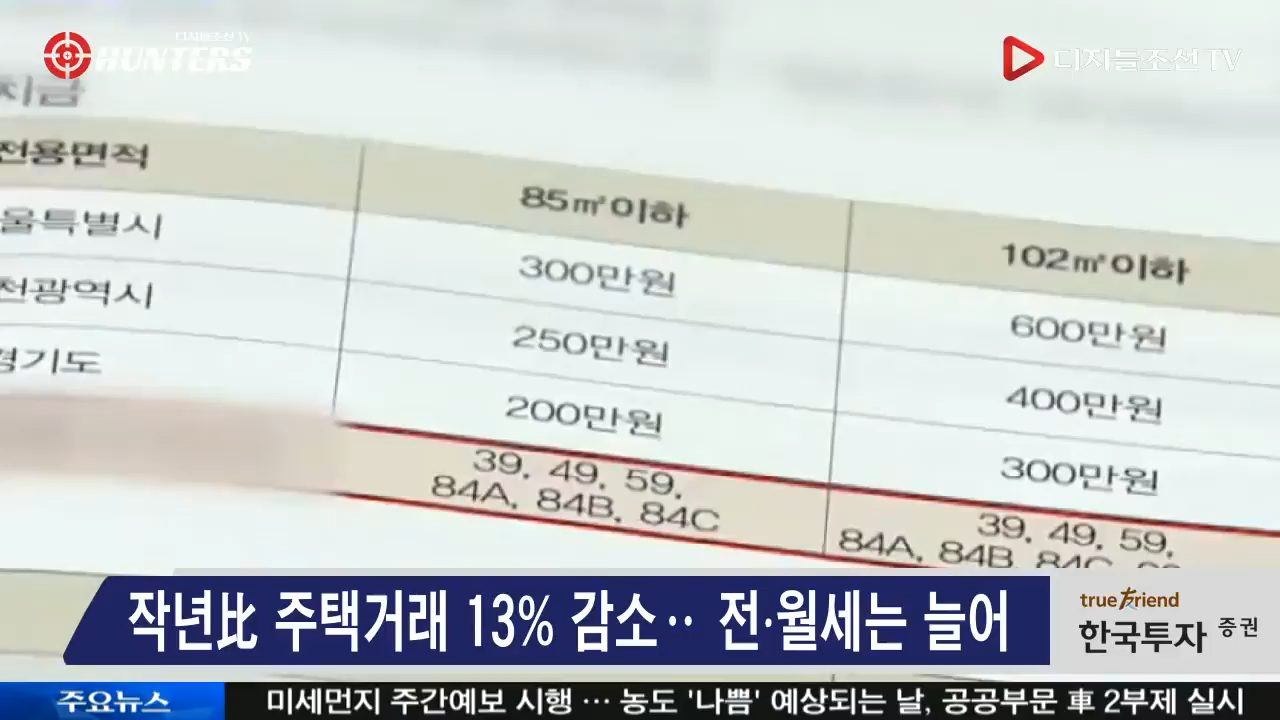 디지틀조선TV
HUNTERS
디지틀조선TV
지급
전용면적
85㎡이하
102㎡이하
울특별시
300만원
600만원
천광역시
250만원
400만원
경기도
200만원
300만원
39, 49, 59,
84A, 84B, 84C
39, 49, 59,
84A, 84B, 84C,
작년比 주택거래 13% 감소‥ 전·월세는 늘어
true friend
한국투자 증권
주요뉴스
미세먼지 주간예보 시행 … 농도 '나쁨' 예상되는 날, 공공부문 車 2부제 실시